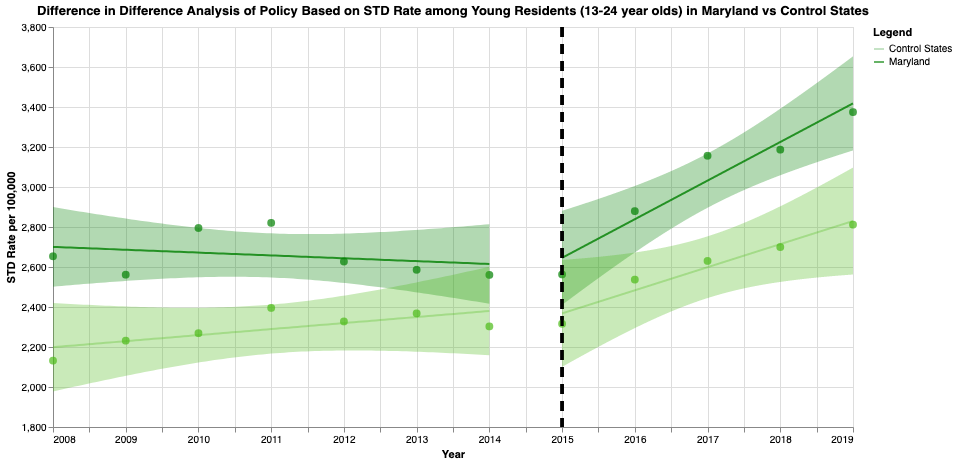 Difference in Difference Analysis of Policy Based on STD Rate among Young Residents (13-24 year olds) in Maryland vs Control States
Legend
Control States
Maryland
STD Rate per 100,000
3,800
3,600
3,400
3,200
3,000
2,800
2,600
2,400
2,200
2,000
1,800
2008 2009 2010 2011 2012 2013 2014 2015 2016 2017 2018 2019
Year